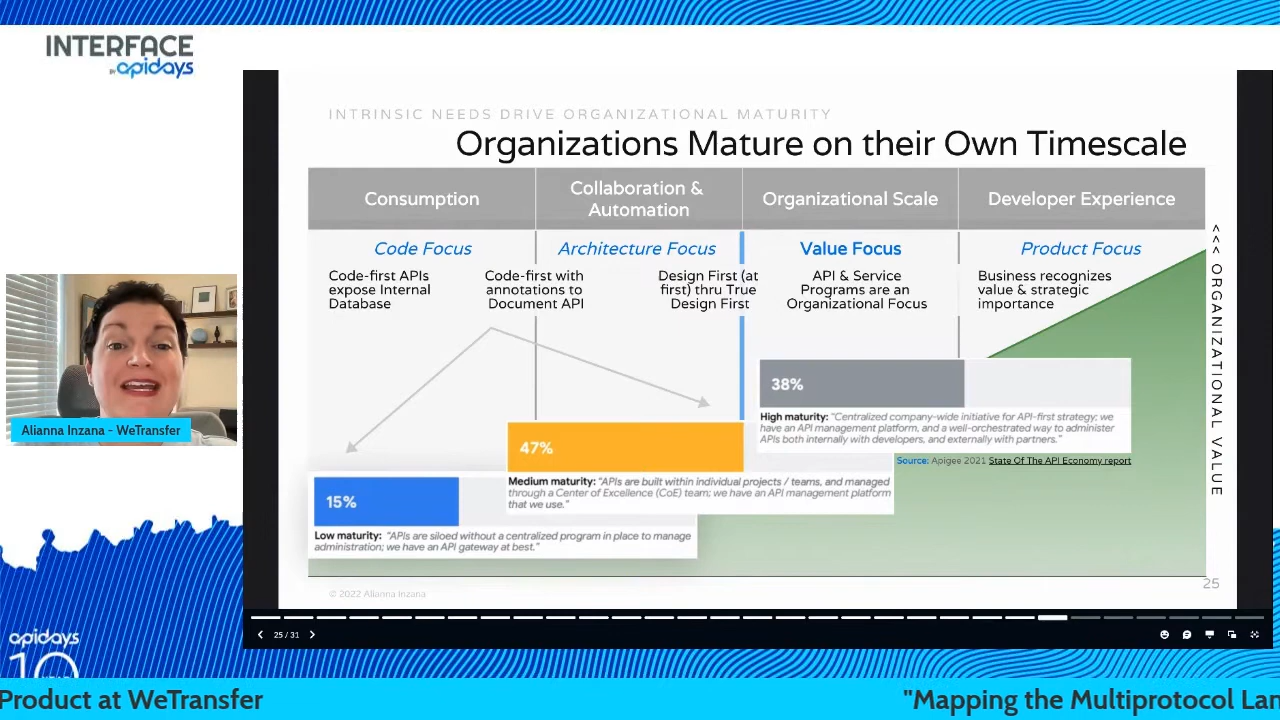 INTERFACE
BY apidays
INTRINSIC NEEDS DRIVE ORGANIZATIONAL MATURITY
Organizations Mature on their Own Timescale
Consumption
Collaboration &
Automation
Organizational Scale
Developer Experience
Code Focus
Architecture Focus
Value Focus
Product Focus
Code-first APIs
expose Internal
Database
Code-first with
annotations to
Document API
Design First (at
first) thru True
Design First
API & Service
Programs are an
Organizational Focus
Business recognizes
value & strategic
importance
<<< ORGANIZATIONAL VALUE
38%
High maturity: "Centralized company-wide initiative for API-first strategy; we
have an API management platform, and a well-orchestrated way to administer
APIs both internally with developers, and externally with partners."
Source: Apigee 2021 State Of The API Economy report
47%
Medium maturity: "APIs are built within individual projects / teams, and managed
through a Center of Excellence (CoE) team; we have an API management platform
that we use."
15%
Low maturity: "APIs are siloed without a centralized program in place to manage
administration; we have an API gateway at best."
© 2022 Alianna Inzana
25
25 / 31
Alianna Inzana - WeTransfer
apidays
10
Product at WeTransfer
"Mapping the Multiprotocol Lan